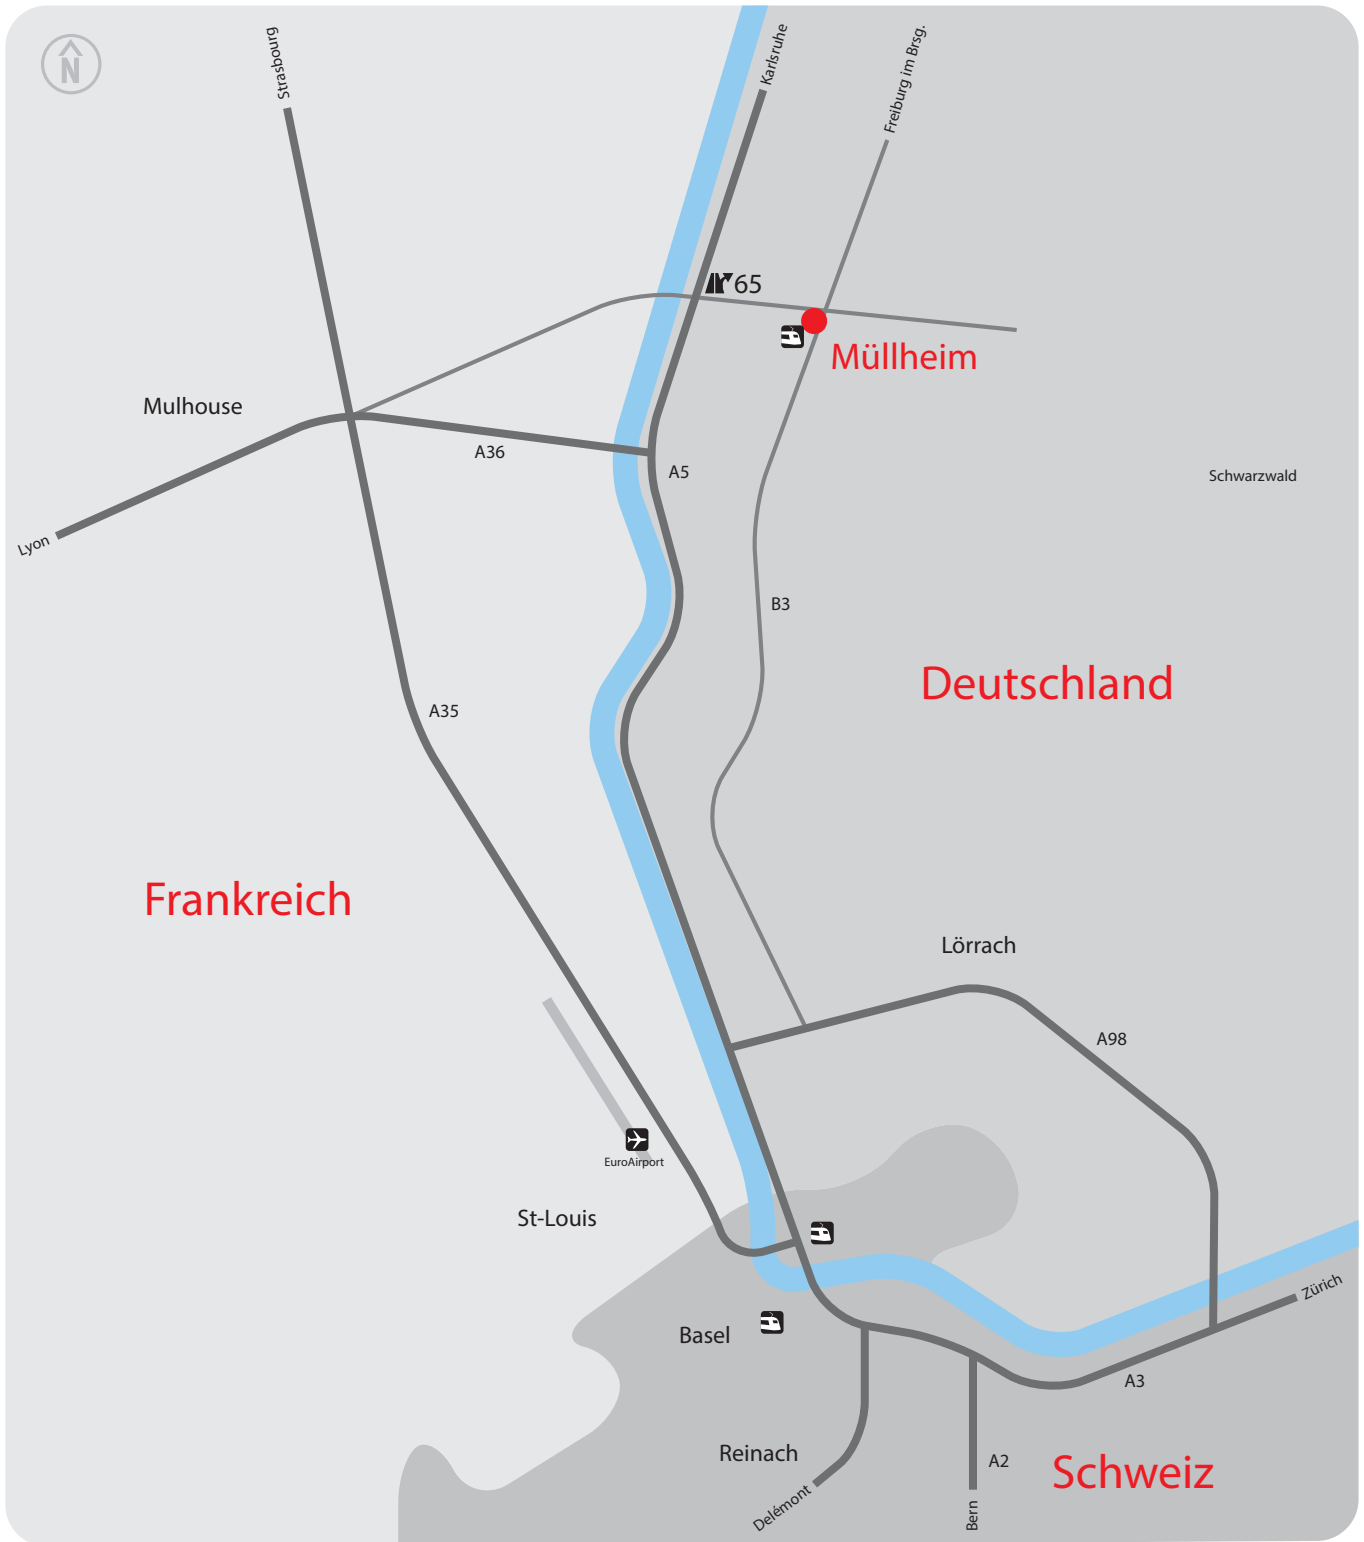 N
Strasbourg
Karlsruhe
Freiburg im Brsg.
65
Müllheim
Mulhouse
A36
A5
Schwarzwald
Lyon
B3
Deutschland
A35
Frankreich
Lörrach
A98
EuroAirport
St-Louis
Zürich
Basel
A3
Reinach
A2
Schweiz
Delémont
Bern